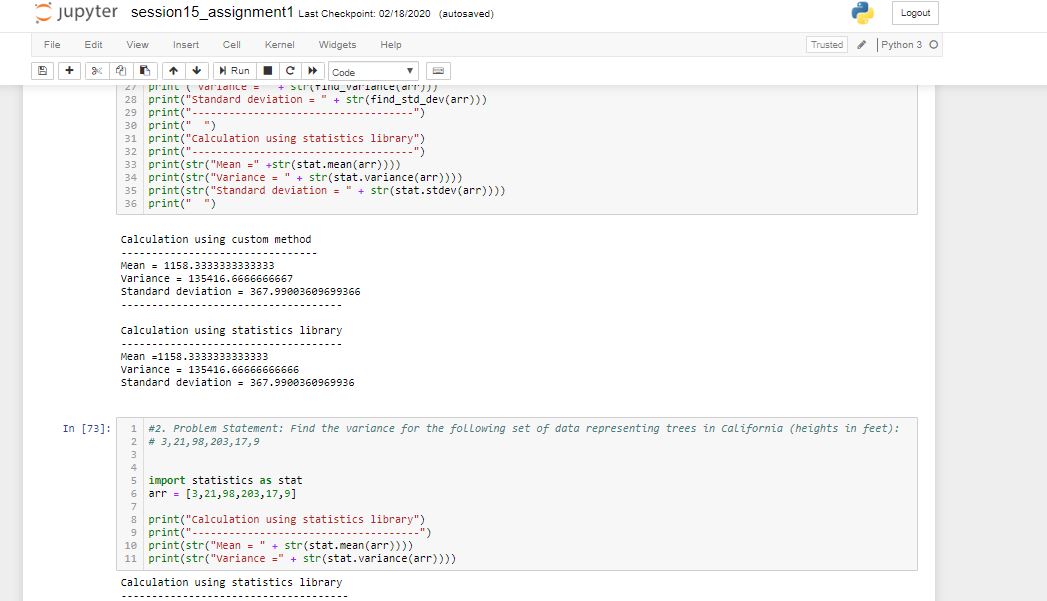 jupyter session15_assignment1 Last Checkpoint: 02/18/2020 (autosaved)
Logout
File Edit View Insert Cell Kernel Widgets Help
Trusted Python 3
Run Code
27 print ("Variance = " + str(find_variance(arr)))
28 print("Standard deviation = " + str(find_std_dev(arr)))
29 print("-------------------------------------")
30 print("  ")
31 print("Calculation using statistics library")
32 print("-------------------------------------")
33 print(str("Mean =" +str(stat.mean(arr))))
34 print(str("Variance = " + str(stat.variance(arr))))
35 print(str("Standard deviation = " + str(stat.stdev(arr))))
36 print("  ")
Calculation using custom method
---------------------------------
Mean = 1158.3333333333333
Variance = 135416.6666666667
Standard deviation = 367.99003609699366
-------------------------------------
Calculation using statistics library
-------------------------------------
Mean =1158.3333333333333
Variance = 135416.66666666666
Standard deviation = 367.9900360969936
In [73]:
1 #2. Problem Statement: Find the variance for the following set of data representing trees in California (heights in feet):
2 # 3,21,98,203,17,9
3
4
5 import statistics as stat
6 arr = [3,21,98,203,17,9]
7
8 print("Calculation using statistics library")
9 print("--------------------------------------")
10 print(str("Mean = " + str(stat.mean(arr))))
11 print(str("Variance =" + str(stat.variance(arr))))
Calculation using statistics library
--------------------------------------